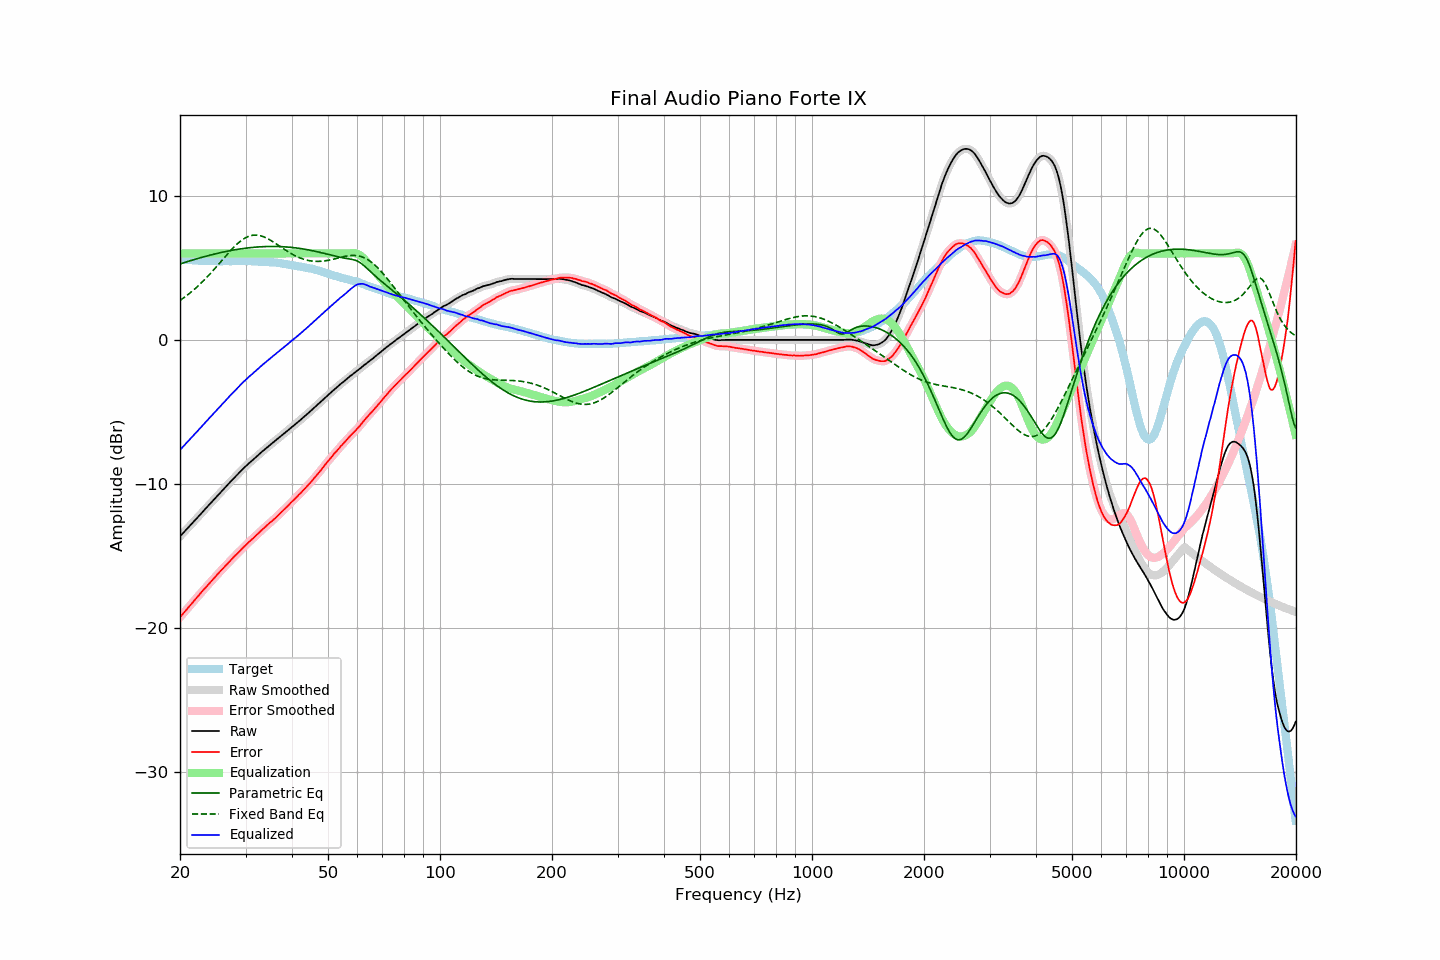 Final Audio Piano Forte IX
Amplitude (dBr)
10
0
−10
−20
−30
Target
Raw Smoothed
Error Smoothed
Raw
Error
Equalization
Parametric Eq
Fixed Band Eq
Equalized
20 50 100 200 500 1000 2000 5000 10000 20000
Frequency (Hz)